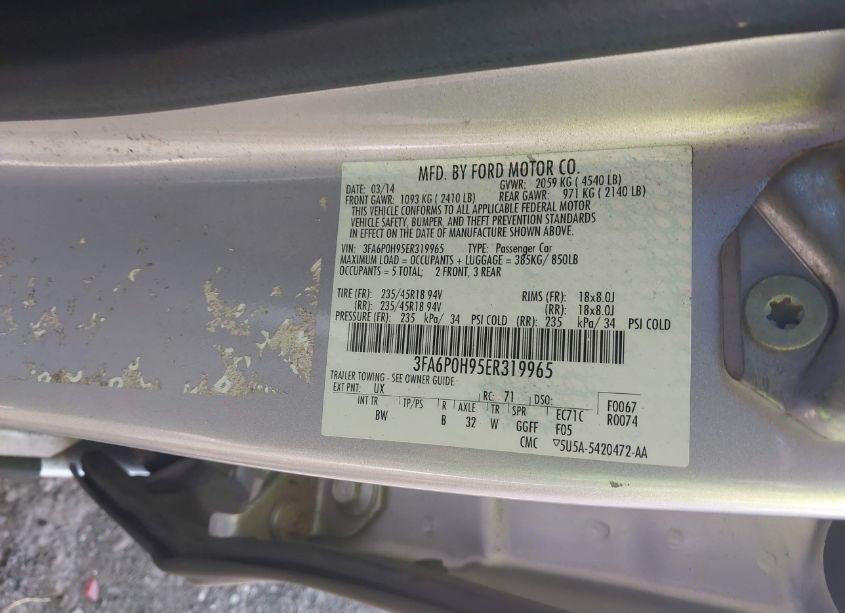 MFD. BY FORD MOTOR CO.
DATE: 03/14 GVWR: 2059 KG ( 4540 LB)
FRONT GAWR: 1093 KG ( 2410 LB) REAR GAWR: 971 KG ( 2140 LB)
THIS VEHICLE CONFORMS TO ALL APPLICABLE FEDERAL MOTOR
VEHICLE SAFETY, BUMPER, AND THEFT PREVENTION STANDARDS
IN EFFECT ON THE DATE OF MANUFACTURE SHOWN ABOVE.
VIN: 3FA6P0H95ER319965 TYPE: Passenger Car
MAXIMUM LOAD = OCCUPANTS + LUGGAGE = 385KG/ 850LB
OCCUPANTS = 5 TOTAL; 2 FRONT, 3 REAR
TIRE (FR): 235/45R18 94V RIMS (FR): 18x8.0J
(RR): 235/45R18 94V (RR): 18x8.0J
PRESSURE (FR): 235 kPa/ 34 PSI COLD (RR): 235 kPa/ 34 PSI COLD
3FA6P0H95ER319965
TRAILER TOWING - SEE OWNER GUIDE
EXT PNT: UX RC: 71 DSO: F0067
INT TR TP/PS R AXLE TR SPR EC71C R0074
BW B 32 W GGFF F05
CMC ▽5U5A-5420472-AA